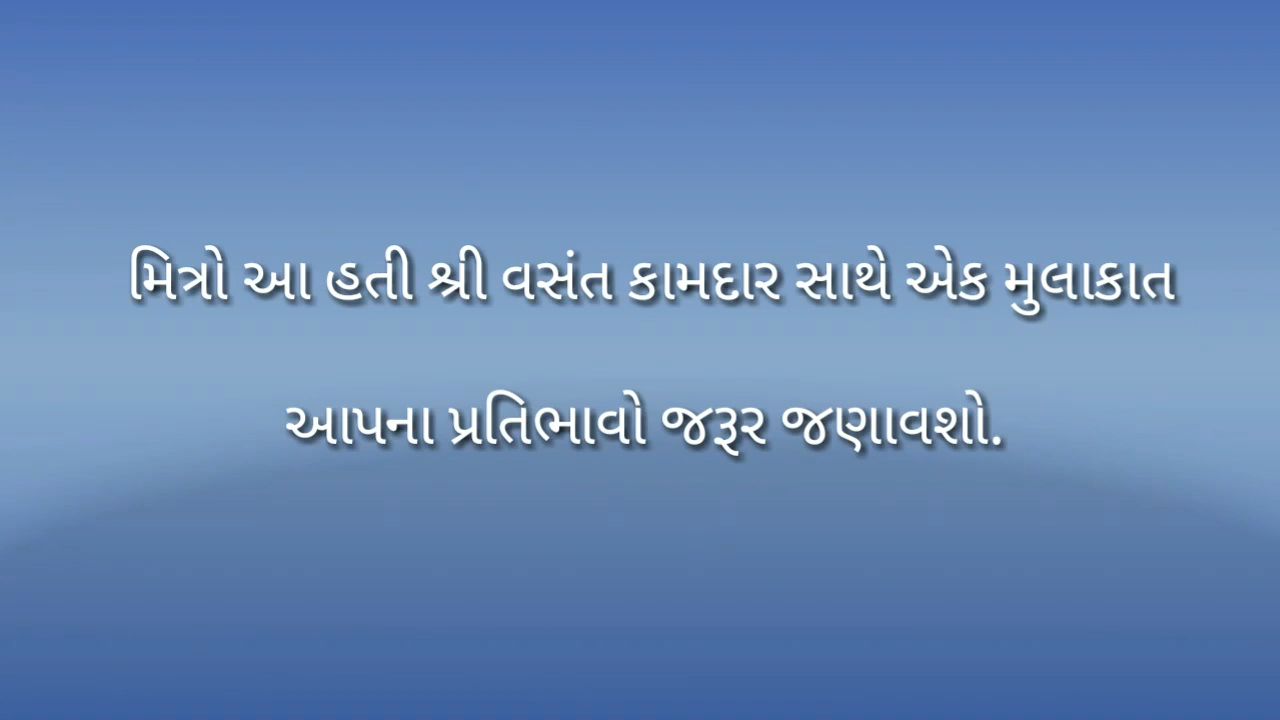 મિત્રો આ હતી શ્રી વસંત કામદાર સાથે એક મુલાકાત
આપના પ્રતિભાવો જરૂર જણાવશો.